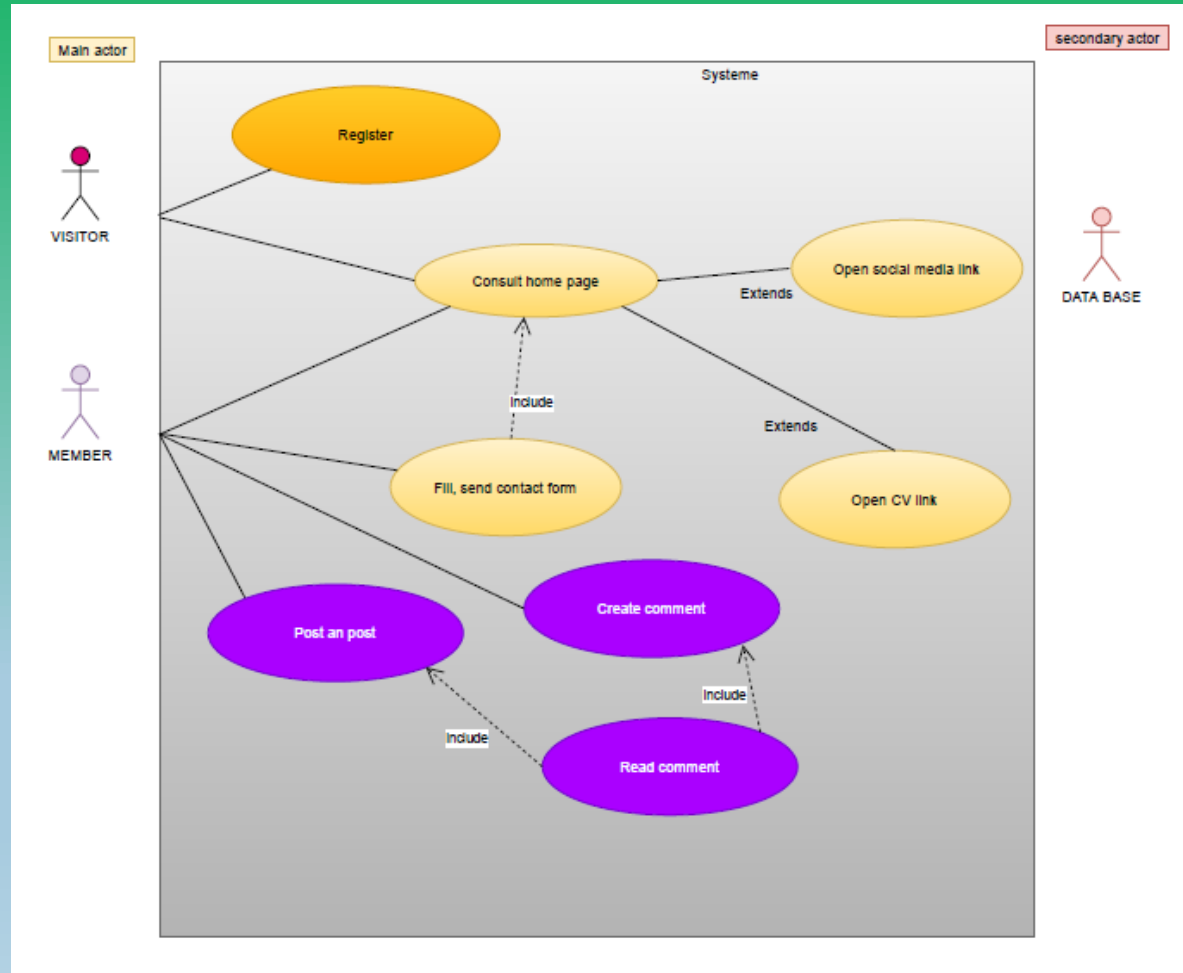 Main actor
secondary actor
Systeme
Register
VISITOR
Consult home page
Open social media link
Extends
DATA BASE
Include
Extends
MEMBER
Fill, send contact form
Open CV link
Create comment
Post an post
Include
Include
Read comment